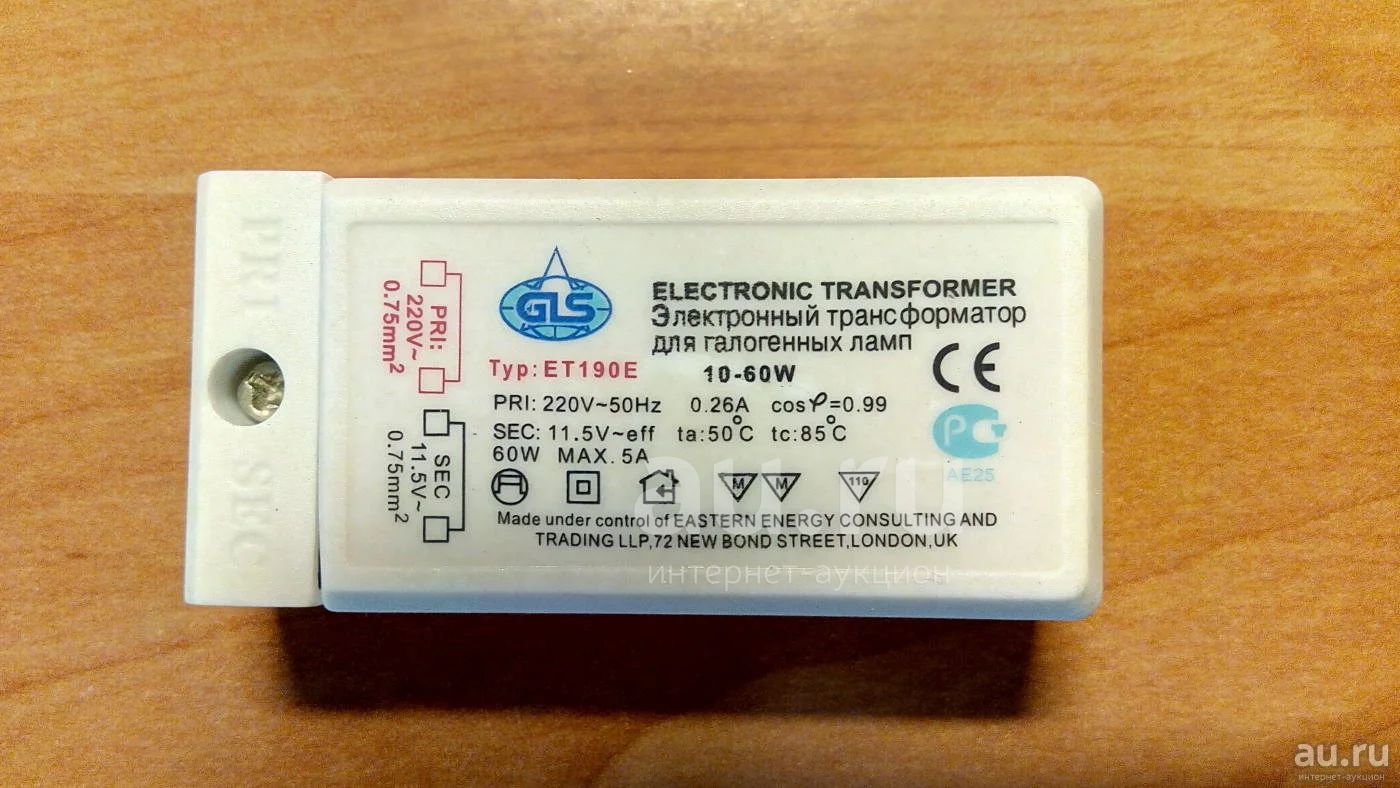 PRI
SEC
PRI:
220V~
0.75mm²
SEC
11.5V~
0.75mm²
GLS
Typ: ET190E
ELECTRONIC TRANSFORMER
Электронный трансформатор
для галогенных ламп
10-60W
CE
PRI: 220V~50Hz 0.26A cosφ=0.99
SEC: 11.5V~eff ta:50°C tc:85°C
60W MAX. 5A
PC
AE25
M M 110
Made under control of EASTERN ENERGY CONSULTING AND
TRADING LLP,72 NEW BOND STREET,LONDON,UK
au.ru
интернет-аукцион
au.ru
интернет-аукцион